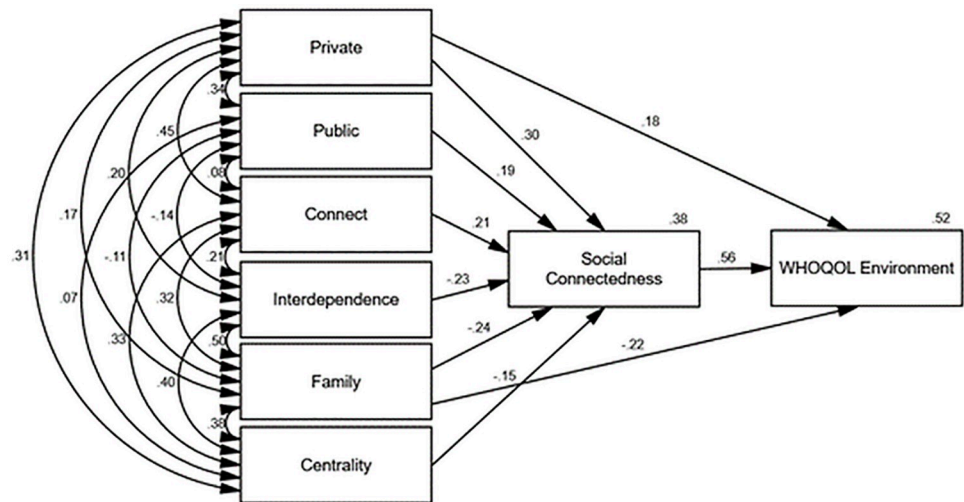 Private
.34
.18
.30
.45
Public
.19
.20
.08
.17
-.14
Connect
.21
.38
.52
.31
-.11
.21
Social
Connectedness
.56
WHOQOL Environment
.07
.32
Interdependence
-.23
.33
.50
-.24
-.22
.40
Family
-.15
.38
Centrality